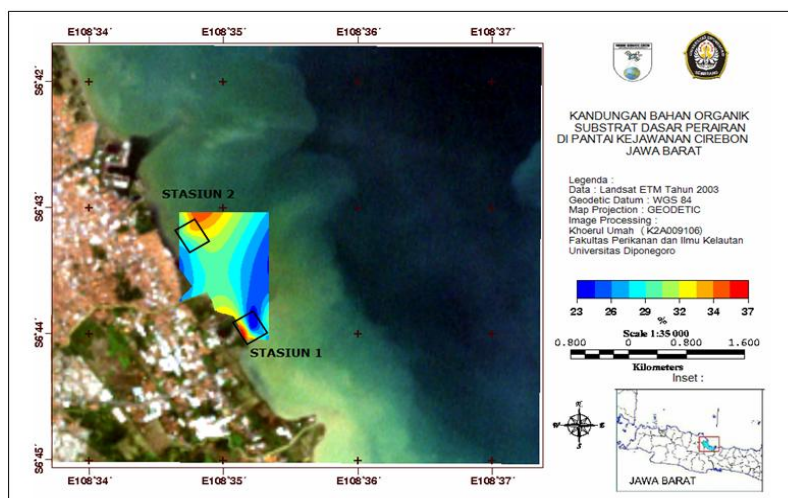 E108°34' E108°35' E108°36' E108°37'
S6°42'
S6°43'
S6°44'
S6°45'
STASIUN 2
STASIUN 1
E108°34' E108°35' E108°36' E108°37'
KANDUNGAN BAHAN ORGANIK
SUBSTRAT DASAR PERAIRAN
DI PANTAI KEJAWANAN CIREBON
JAWA BARAT
Legenda :
Data : Landsat ETM Tahun 2003
Geodetic Datum : WGS 84
Map Projection : GEODETIC
Image Processing :
Khoerul Umah ( K2A009106)
Fakultas Perikanan dan Ilmu Kelautan
Universitas Diponegoro
23 26 29 32 34 37
%
Scale 1:35 000
0.800 0 0.800 1.600
Kilometers
Inset :
N
W E
S
JAWA BARAT